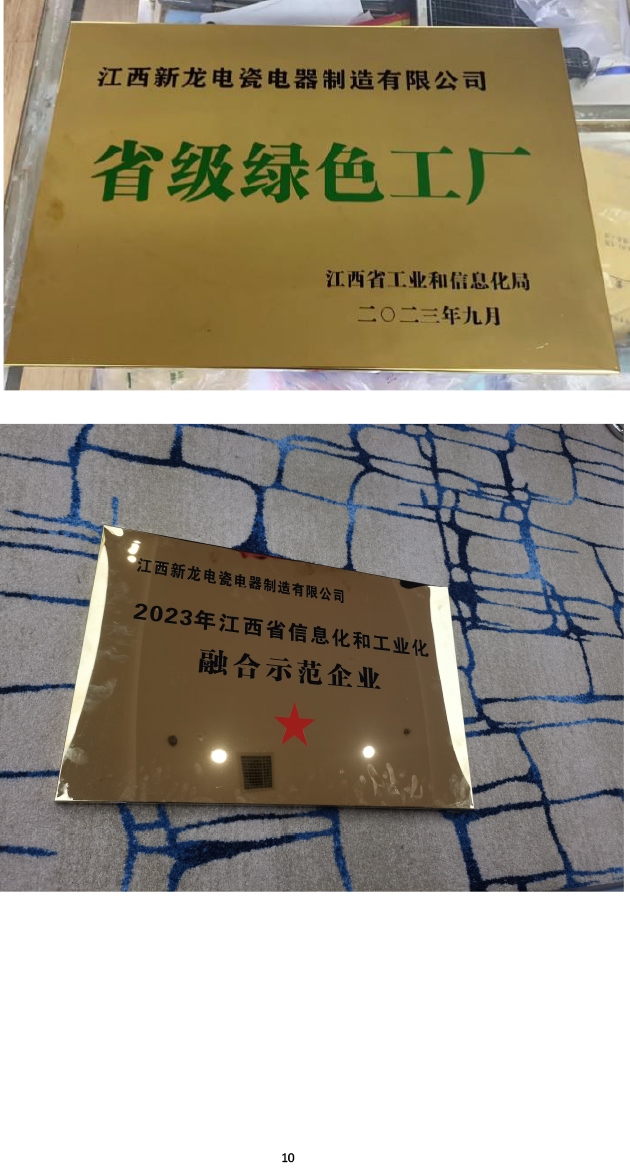 江西新龙电瓷电器制造有限公司
省级绿色工厂
江西省工业和信息化局
二〇二三年九月
江西新龙电瓷电器制造有限公司
2023年江西省信息化和工业化
融合示范企业
10